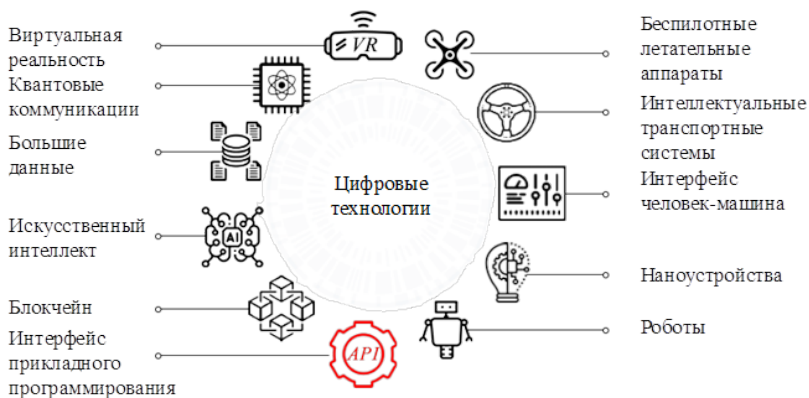 Виртуальная
реальность
Квантовые
коммуникации
Большие
данные
Искусственный
интеллект
Блокчейн
Интерфейс
прикладного
программирования
VR
AI
API
Цифровые
технологии
Беспилотные
летательные
аппараты
Интеллектуальные
транспортные
системы
Интерфейс
человек-машина
Наноустройства
Роботы